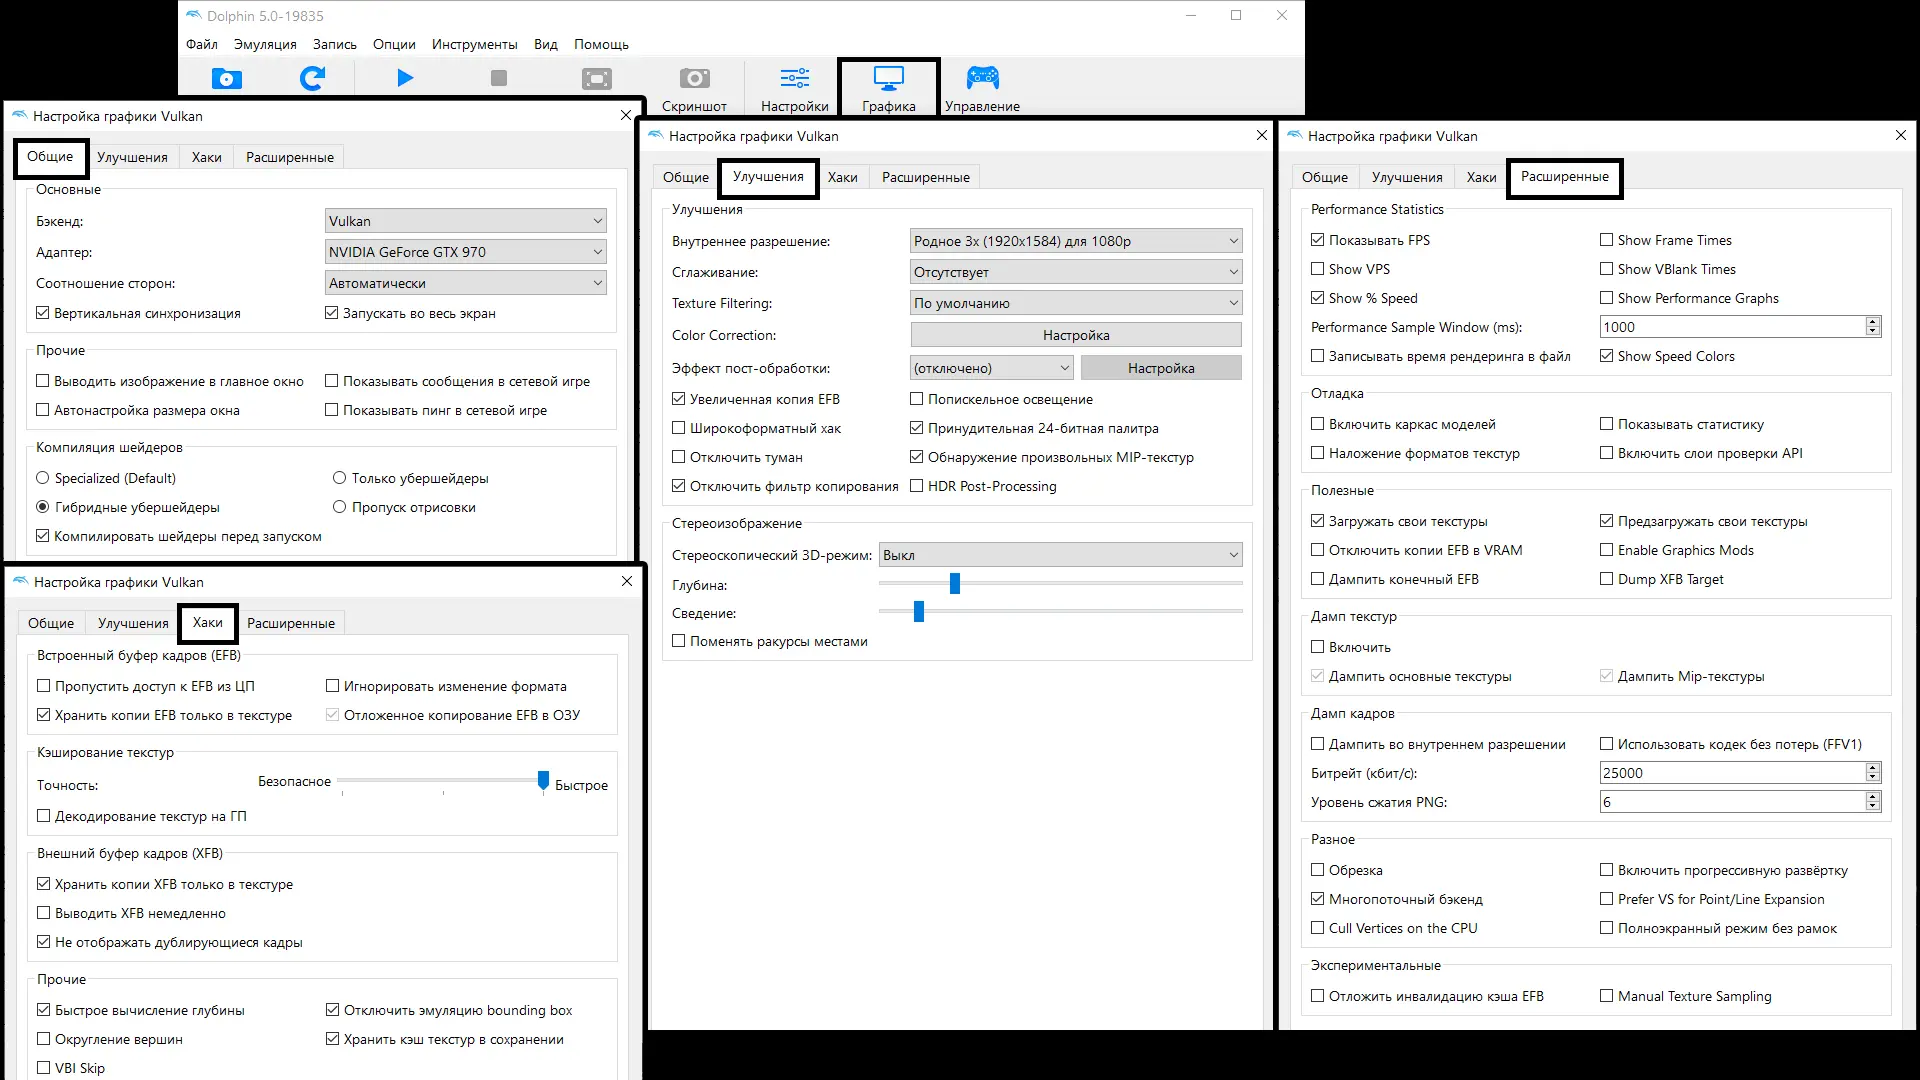 Dolphin 5.0-19835
Файл Эмуляция Запись Опции Инструменты Вид Помощь
Скриншот Настройки Графика Управление
Настройка графики Vulkan
Общие Улучшения Хаки Расширенные
Основные
Бэкенд: Vulkan
Адаптер: NVIDIA GeForce GTX 970
Соотношение сторон: Автоматически
Вертикальная синхронизация Запускать во весь экран
Прочие
Выводить изображение в главное окно Показывать сообщения в сетевой игре
Автонастройка размера окна Показывать пинг в сетевой игре
Компиляция шейдеров
Specialized (Default) Только убершейдеры
Гибридные убершейдеры Пропуск отрисовки
Компилировать шейдеры перед запуском
Настройка графики Vulkan
Общие Улучшения Хаки Расширенные
Встроенный буфер кадров (EFB)
Пропустить доступ к EFB из ЦП Игнорировать изменение формата
Хранить копии EFB только в текстуре Отложенное копирование EFB в ОЗУ
Кэширование текстур
Точность: Безопасное Быстрое
Декодирование текстур на ГП
Внешний буфер кадров (XFB)
Хранить копии XFB только в текстуре
Выводить XFB немедленно
Не отображать дублирующиеся кадры
Прочие
Быстрое вычисление глубины Отключить эмуляцию bounding box
Округление вершин Хранить кэш текстур в сохранении
VBI Skip
Настройка графики Vulkan
Общие Улучшения Хаки Расширенные
Улучшения
Внутреннее разрешение: Родное 3x (1920x1584) для 1080p
Сглаживание: Отсутствует
Texture Filtering: По умолчанию
Color Correction: Настройка
Эффект пост-обработки: (отключено) Настройка
Увеличенная копия EFB Попискельное освещение
Широкоформатный хак Принудительная 24-битная палитра
Отключить туман Обнаружение произвольных MIP-текстур
Отключить фильтр копирования HDR Post-Processing
Стереоизображение
Стереоскопический 3D-режим: Выкл
Глубина:
Сведение:
Поменять ракурсы местами
Настройка графики Vulkan
Общие Улучшения Хаки Расширенные
Performance Statistics
Показывать FPS Show Frame Times
Show VPS Show VBlank Times
Show % Speed Show Performance Graphs
Performance Sample Window (ms): 1000
Записывать время рендеринга в файл Show Speed Colors
Отладка
Включить каркас моделей Показывать статистику
Наложение форматов текстур Включить слои проверки API
Полезные
Загружать свои текстуры Предзагружать свои текстуры
Отключить копии EFB в VRAM Enable Graphics Mods
Дампить конечный EFB Dump XFB Target
Дамп текстур
Включить
Дампить основные текстуры Дампить Mip-текстуры
Дамп кадров
Дампить во внутреннем разрешении Использовать кодек без потерь (FFV1)
Битрейт (кбит/с): 25000
Уровень сжатия PNG: 6
Разное
Обрезка Включить прогрессивную развёртку
Многопоточный бэкенд Prefer VS for Point/Line Expansion
Cull Vertices on the CPU Полноэкранный режим без рамок
Экспериментальные
Отложить инвалидацию кэша EFB Manual Texture Sampling